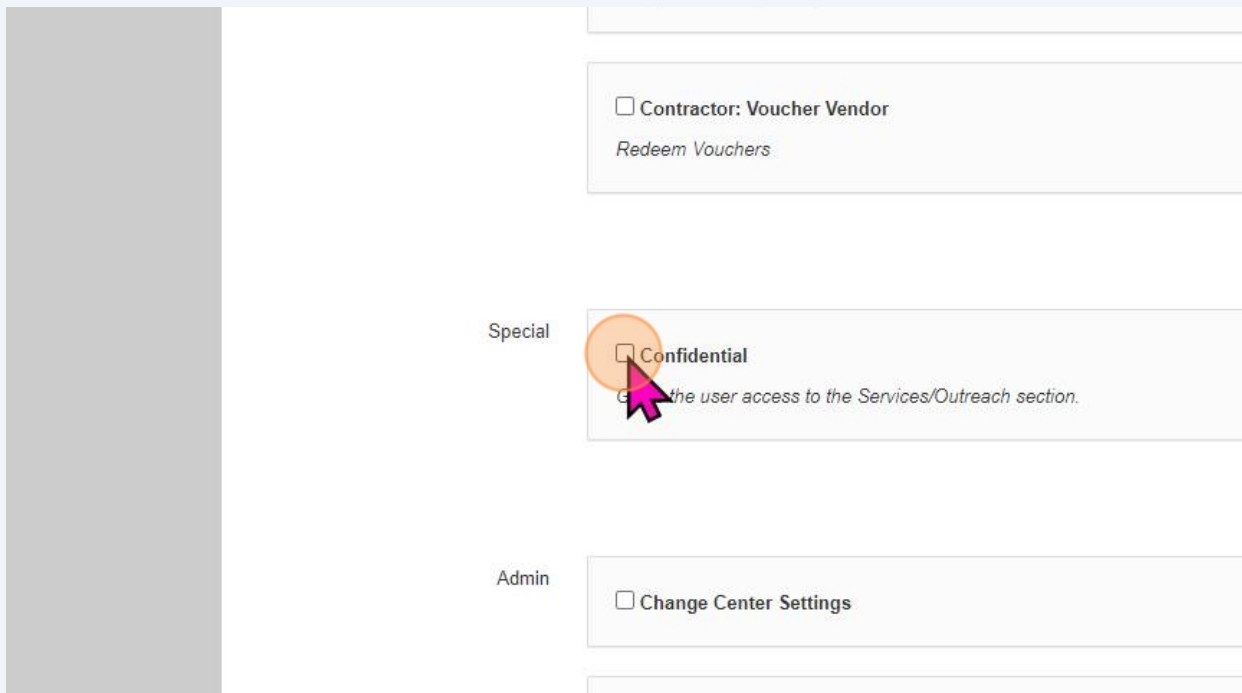 Contractor: Voucher Vendor
Redeem Vouchers
Special
Confidential
the user access to the Services/Outreach section.
Admin
Change Center Settings